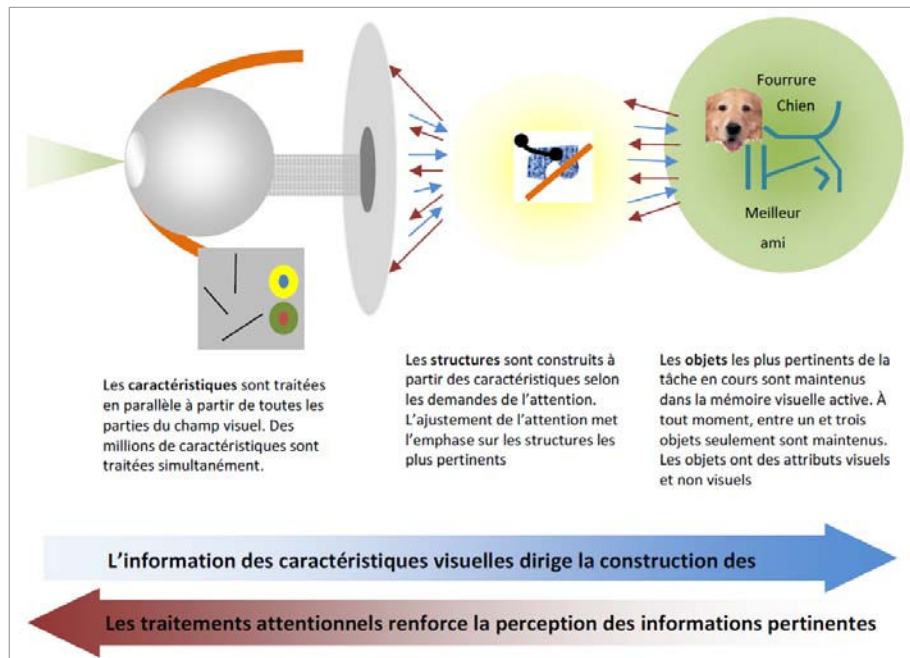 Fourrure
Chien
Meilleur
ami
Les caractéristiques sont traitées
en parallèle à partir de toutes les
parties du champ visuel. Des
millions de caractéristiques sont
traitées simultanément.
Les structures sont construits à
partir des caractéristiques selon
les demandes de l'attention.
L'ajustement de l'attention met
l'emphase sur les structures les
plus pertinents
Les objets les plus pertinents de la
tâche en cours sont maintenus
dans la mémoire visuelle active. À
tout moment, entre un et trois
objets seulement sont maintenus.
Les objets ont des attributs visuels
et non visuels
L'information des caractéristiques visuelles dirige la construction des
Les traitements attentionnels renforce la perception des informations pertinentes